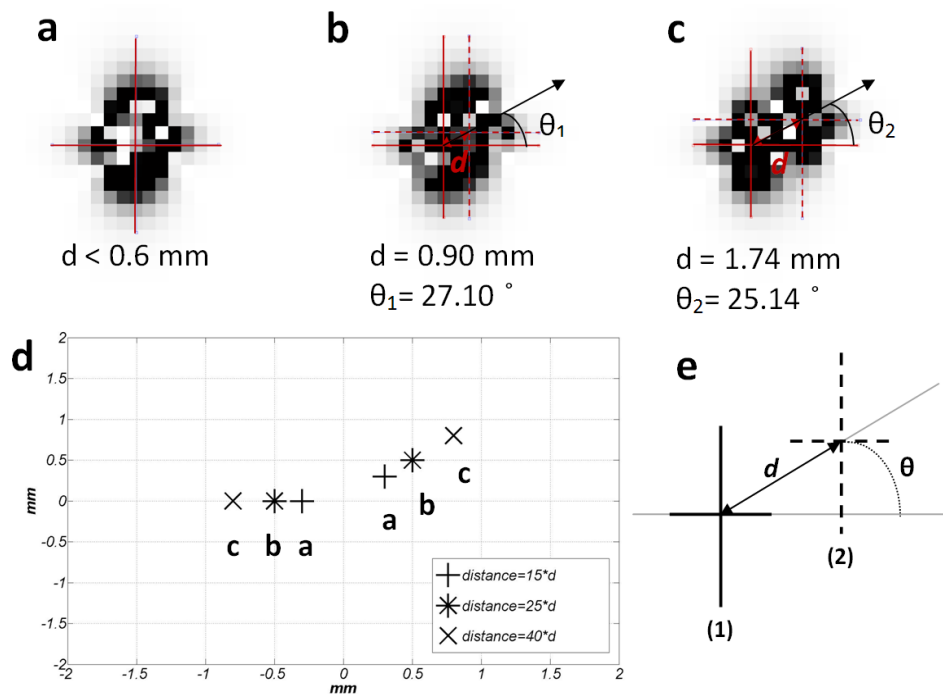 a
b
c
θ1
θ2
d
d
d < 0.6 mm
d = 0.90 mm
θ1= 27.10 °
d = 1.74 mm
θ2= 25.14 °
d
2
1.5
1
0.5
0
-0.5
-1
-1.5
-2
mm
-2
-1.5
-1
-0.5
0
0.5
1
1.5
2
mm
c
b
a
a
b
c
distance=15*d
distance=25*d
distance=40*d
e
d
θ
(2)
(1)